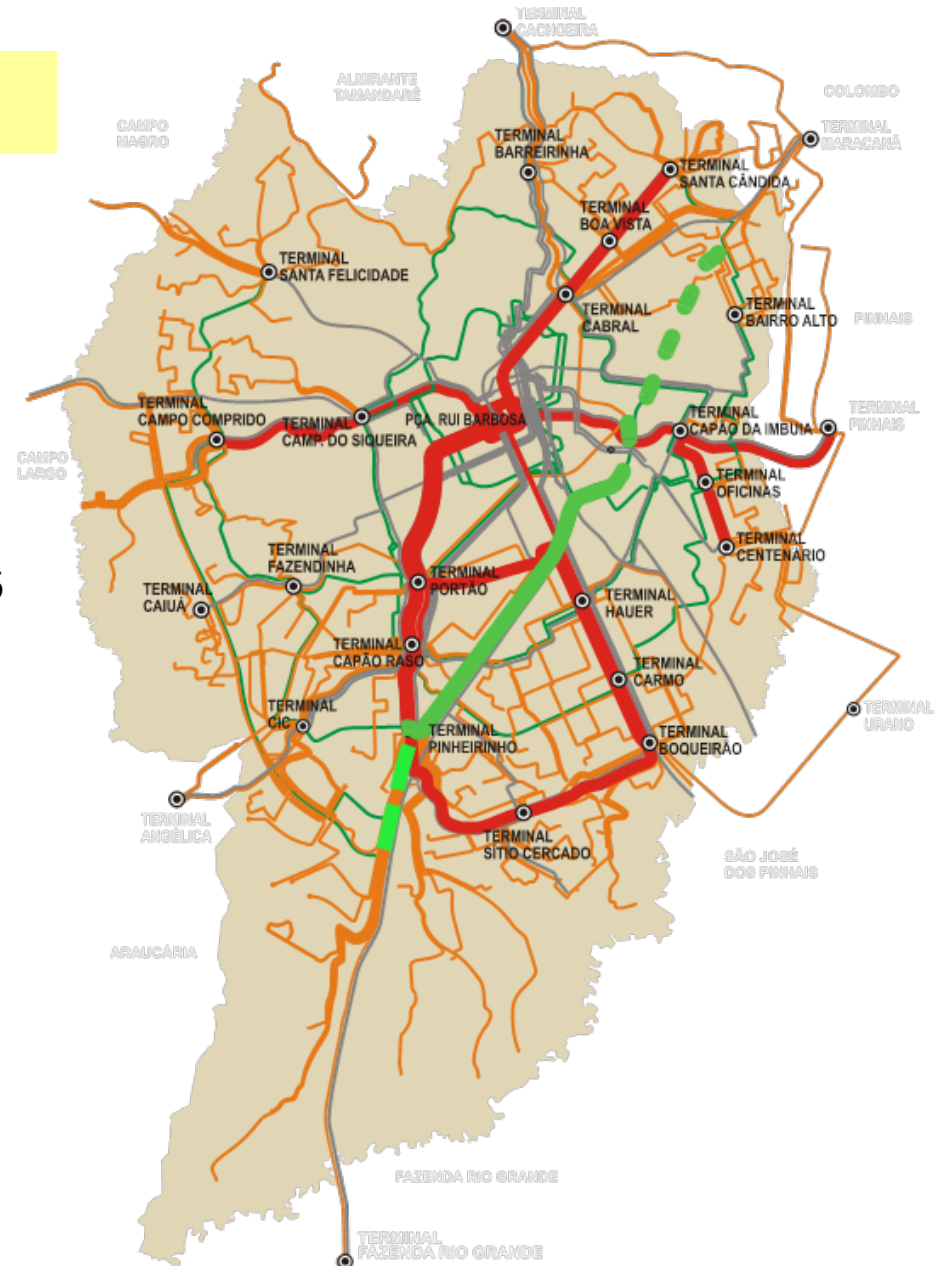 TERMINAL
CACHOEIRA
ALMIRANTE
TAMANDARÉ
COLOMBO
CAMPO
MAGRO
TERMINAL
MARACANÃ
TERMINAL
BARREIRINHA
TERMINAL
SANTA CÂNDIDA
TERMINAL
BOA VISTA
TERMINAL
SANTA FELICIDADE
TERMINAL
CABRAL
TERMINAL
BAIRRO ALTO
PINHAIS
TERMINAL
CAMPO COMPRIDO
TERMINAL
CAMP. DO SIQUEIRA
PÇA. RUI BARBOSA
TERMINAL
CAPÃO DA IMBUIA
TERMINAL
PINHAIS
CAMPO
LARGO
TERMINAL
OFICINAS
TERMINAL
CENTENÁRIO
TERMINAL
FAZENDINHA
TERMINAL
PORTÃO
TERMINAL
CAIUÁ
TERMINAL
HAUER
TERMINAL
CAPÃO RASO
TERMINAL
CARMO
TERMINAL
CIC
TERMINAL
PINHEIRINHO
TERMINAL
BOQUEIRÃO
TERMINAL
URANO
TERMINAL
ANGÉLICA
TERMINAL
SÍTIO CERCADO
SÃO JOSÉ
DOS PINHAIS
ARAUCÁRIA
FAZENDA RIO GRANDE
TERMINAL
FAZENDA RIO GRANDE